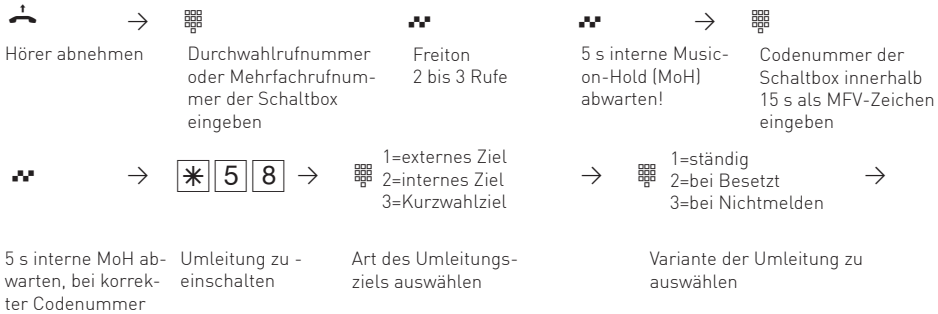 Hörer abnehmen
Durchwahlrufnummer
oder Mehrfachrufnum-
mer der Schaltbox
eingeben
Freiton
2 bis 3 Rufe
5 s interne Music-
on-Hold (MoH)
abwarten!
Codenummer der
Schaltbox innerhalb
15 s als MFV-Zeichen
eingeben
* 5 8
1=externes Ziel
2=internes Ziel
3=Kurzwahlziel
1=ständig
2=bei Besetzt
3=bei Nichtmelden
5 s interne MoH ab-
warten, bei korrek-
ter Codenummer
Umleitung zu -
einschalten
Art des Umleitungs-
ziels auswählen
Variante der Umleitung zu
auswählen